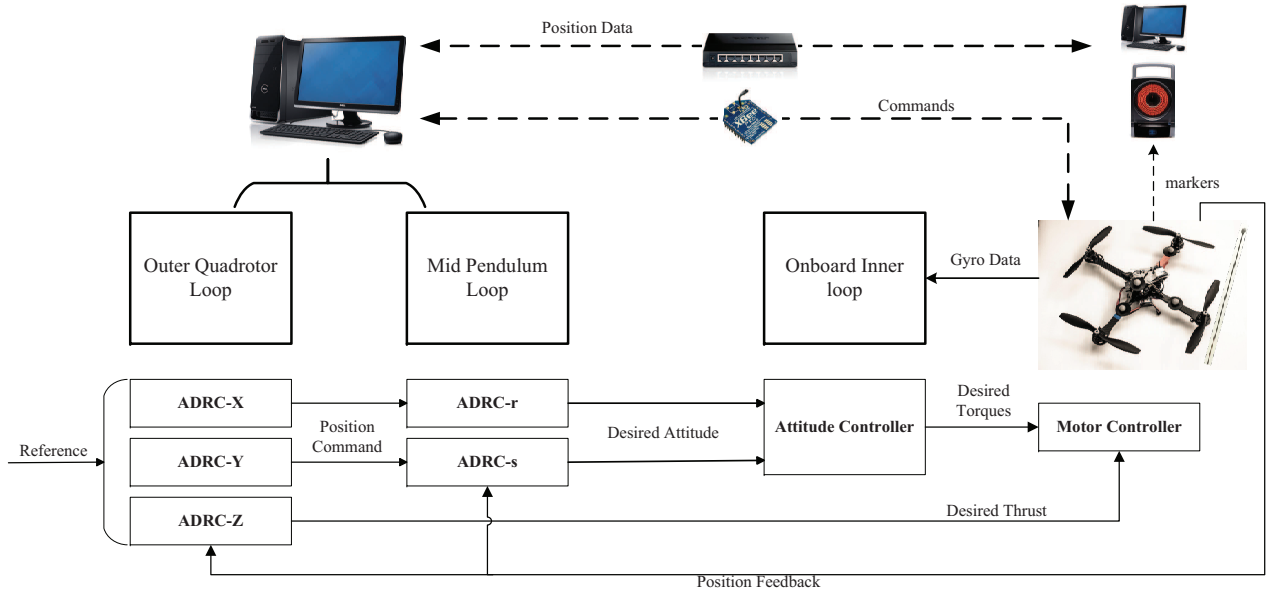 Position Data
Commands
XBee
markers
Outer Quadrotor
Loop
Mid Pendulum
Loop
Onboard Inner
loop
Gyro Data
ADRC-X
ADRC-r
Desired
Torques
Position
Command
Desired Attitude
Attitude Controller
Motor Controller
Reference
ADRC-Y
ADRC-s
ADRC-Z
Desired Thrust
Position Feedback